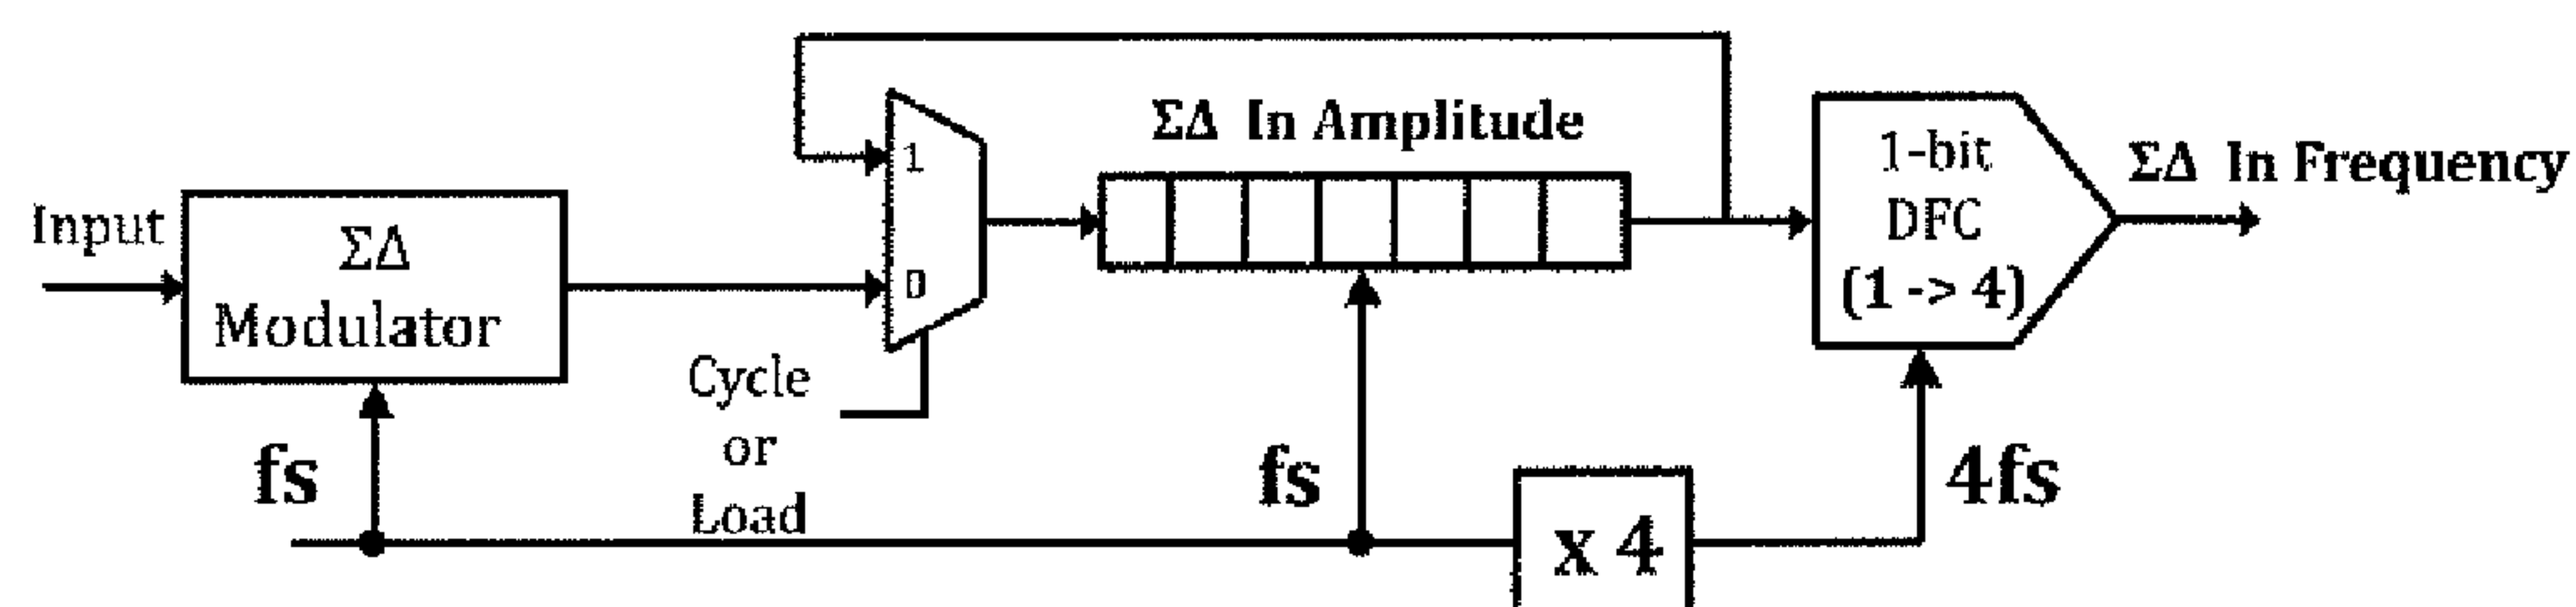 Input
ΣΔ
Modulator
fs
Cycle
or
Load
1
0
ΣΔ In Amplitude
fs
x 4
4fs
1-bit
DFC
(1 -> 4)
ΣΔ In Frequency